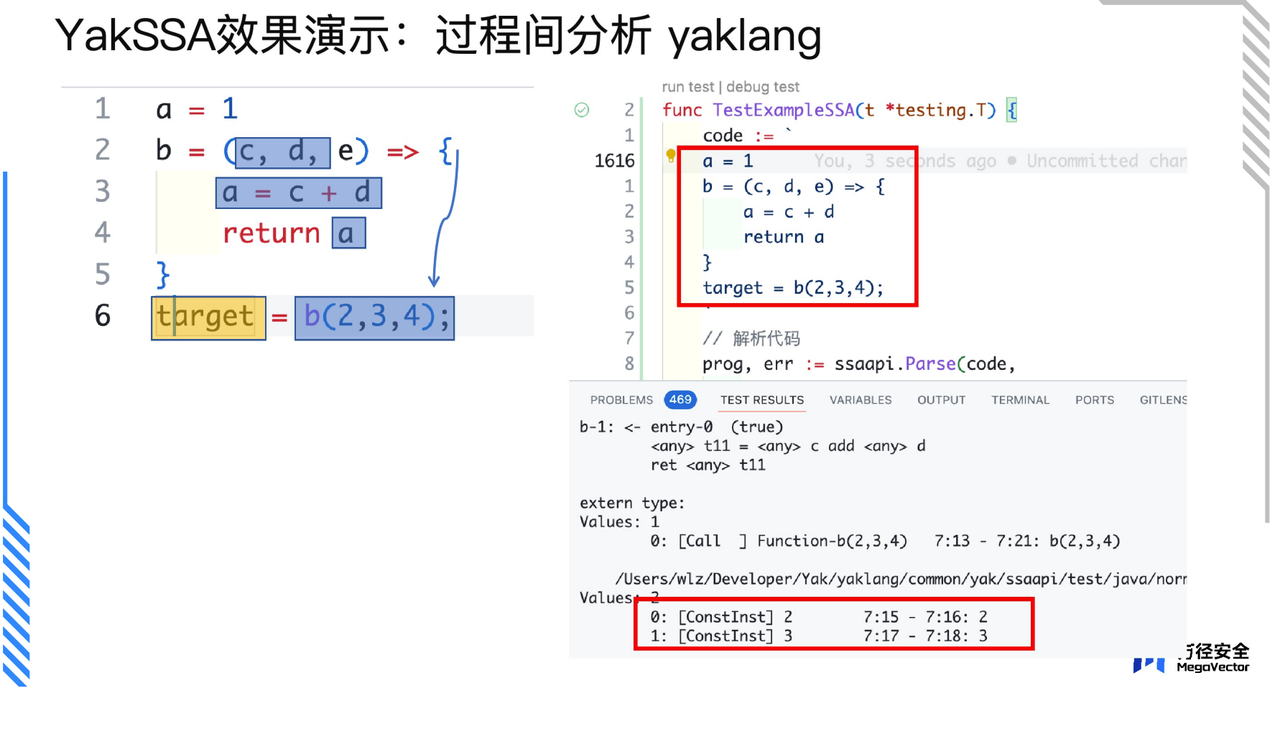 YakSSA效果演示：过程间分析 yaklang
1 a = 1
2 b = (c, d, e) => {
3 a = c + d
4 return a
5 }
6 target = b(2,3,4);
run test | debug test
2 func TestExampleSSA(t *testing.T) {
1 code := `
1616 a = 1 You, 3 seconds ago • Uncommitted chan
1 b = (c, d, e) => {
2 a = c + d
3 return a
4 }
5 target = b(2,3,4);
6 `
7 // 解析代码
8 prog, err := ssaapi.Parse(code,
PROBLEMS 469 TEST RESULTS VARIABLES OUTPUT TERMINAL PORTS GITLENS
b-1: <- entry-0 (true)
<any> t11 = <any> c add <any> d
ret <any> t11
extern type:
Values: 1
0: [Call ] Function-b(2,3,4) 7:13 - 7:21: b(2,3,4)
/Users/wlz/Developer/Yak/yaklang/common/yak/ssaapi/test/java/norr
Values: 2
0: [ConstInst] 2 7:15 - 7:16: 2
1: [ConstInst] 3 7:17 - 7:18: 3
万径安全
MegaVector